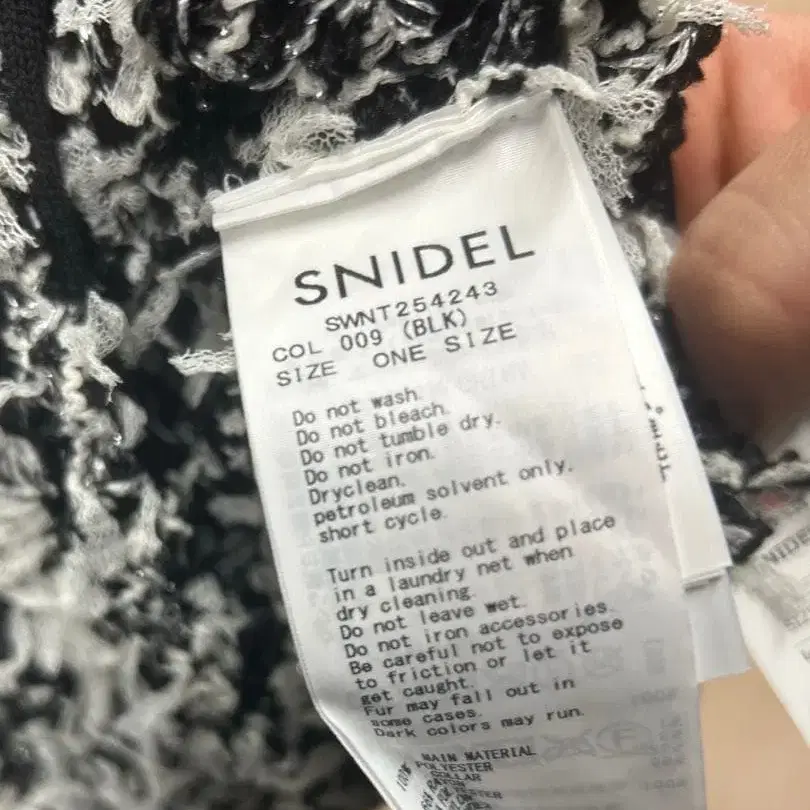 SNIDEL
SWNT254243
COL 009 (BLK)
SIZE ONE SIZE
Do not wash.
Do not bleach.
Do not tumble dry.
Do not iron.
Dryclean.
petroleum solvent only.
short cycle.
Turn inside out and place
in a laundry net when
dry cleaning.
Do not leave wet.
Do not iron accessories.
Be careful not to expose
to friction or let it
get caught.
Fur may fall out in
some cases.
Dark colors may run.
MAIN MATERIAL
POLYESTER
COLLAR